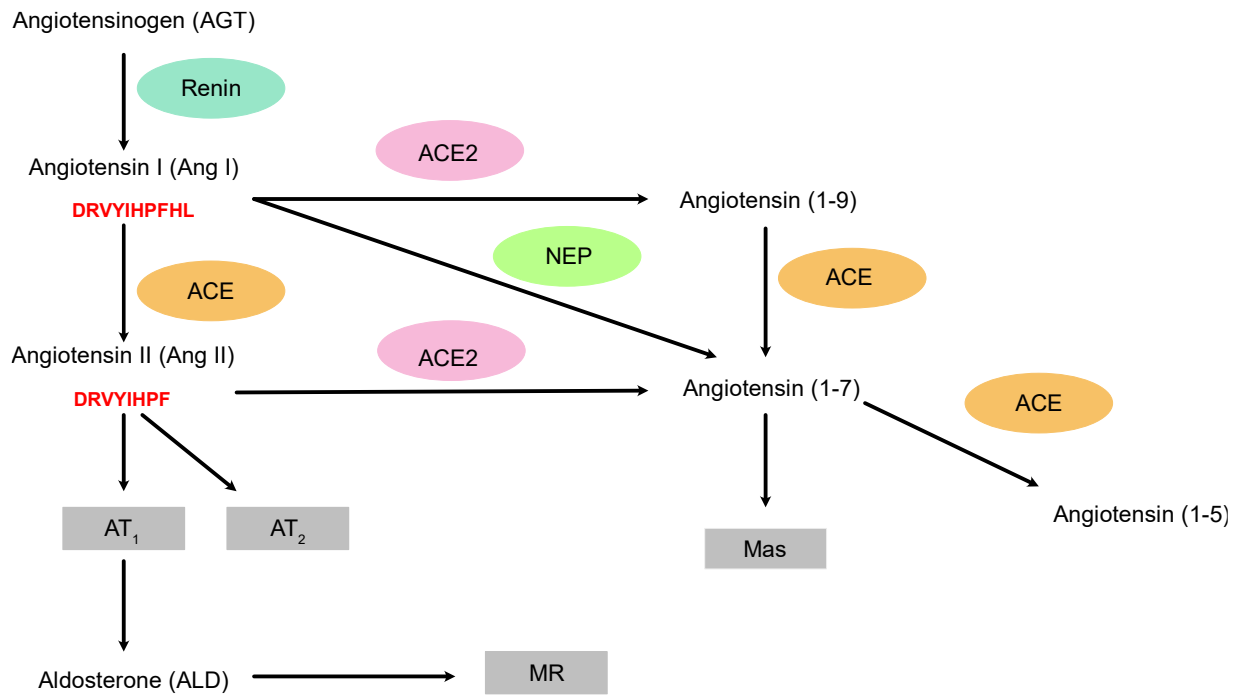 Angiotensinogen (AGT)
Renin
Angiotensin I (Ang I)
DRVYIHPFHL
ACE2
Angiotensin (1-9)
NEP
ACE
ACE
Angiotensin II (Ang II)
DRVYIHPF
ACE2
Angiotensin (1-7)
ACE
AT₁
AT₂
Mas
Angiotensin (1-5)
Aldosterone (ALD)
MR